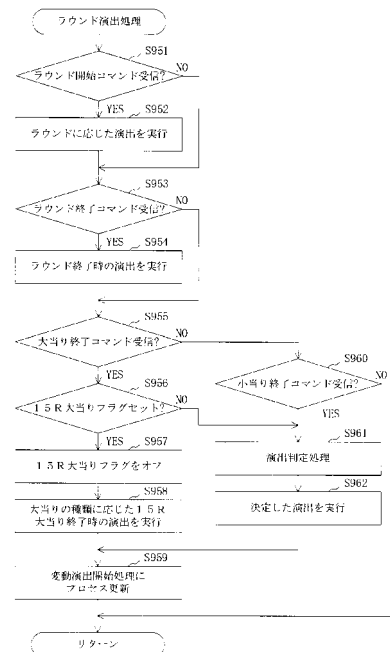 ラウンド演出処理
S951
ラウンド開始コマンド受信?
NO
YES
S952
ラウンドに応じた演出を実行
S953
ラウンド終了コマンド受信?
NO
YES
S954
ラウンド終了時の演出を実行
S955
大当り終了コマンド受信?
NO
YES
S960
小当り終了コマンド受信?
NO
YES
S956
15R大当りフラグセット?
NO
YES
S961
演出判定処理
S957
15R大当りフラグをオフ
S962
決定した演出を実行
S958
大当りの種類に応じた15R
大当り終了時の演出を実行
S959
変動演出開始処理に
プロセス更新
リターン